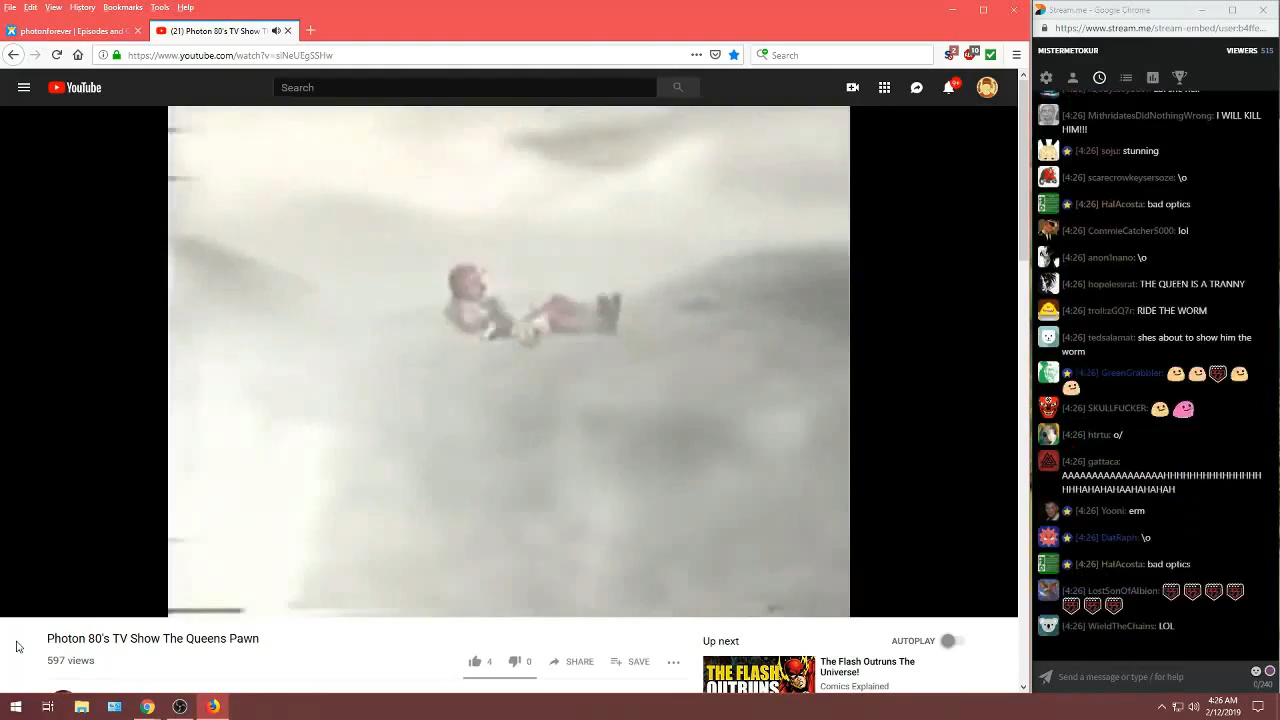 File Edit View History Bookmarks Tools Help
photonforever | Episodes and C
(21) Photon 80's TV Show T
https://www.youtube.com/watch?v=siNeUEgSSHw
Search
YouTube
Search
9+
Photon 80's TV Show The Queens Pawn
597 views
4
0
SHARE
SAVE
Up next
AUTOPLAY
THE FLASH
OUTRUNS
The Flash Outruns The
Universe!
Comics Explained
Stream.me - Google Chrome
https://www.stream.me/stream-embed/user:b4ffe...
MISTERMETOKUR
VIEWERS 515
[4:26] MithridatesDidNothingWrong: I WILL KILL
HIM!!!
[4:26] soju: stunning
[4:26] scarecrowkeysersoze: \o
[4:26] HalAcosta: bad optics
[4:26] CommieCatcher5000: lol
[4:26] anon1nano: \o
[4:26] hopelessrat: THE QUEEN IS A TRANNY
[4:26] troll:zGQ7r: RIDE THE WORM
[4:26] tedsalamat: shes about to show him the
worm
[4:26] GreenGrabbler:
[4:26] SKULLFUCKER:
[4:26] htrtu: o/
[4:26] gattaca:
AAAAAAAAAAAAAAAAAHHHHHHHHHHHHHHH
HHHAHAHAHAAHAHAHAH
[4:26] Yooni: erm
[4:26] DatRaph: \o
[4:26] HalAcosta: bad optics
[4:26] LostSonOfAlbion:
[4:26] WieldTheChains: LOL
Send a message or type / for help
0/240
4:26 AM
2/12/2019